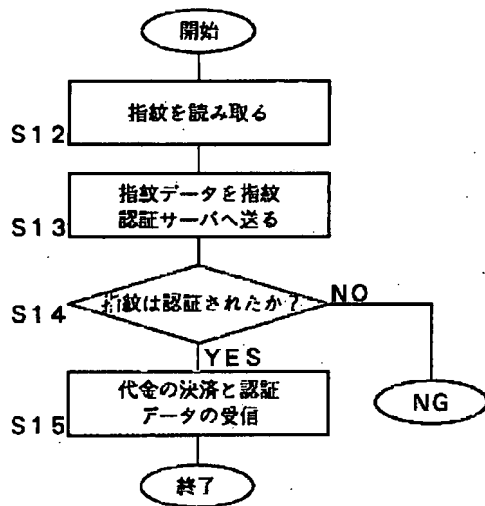 開始
指紋を読み取る
S12
指紋データを指紋
認証サーバへ送る
S13
指紋は認証されたか？
NO
S14
YES
代金の決済と認証
データの受信
S15
NG
終了